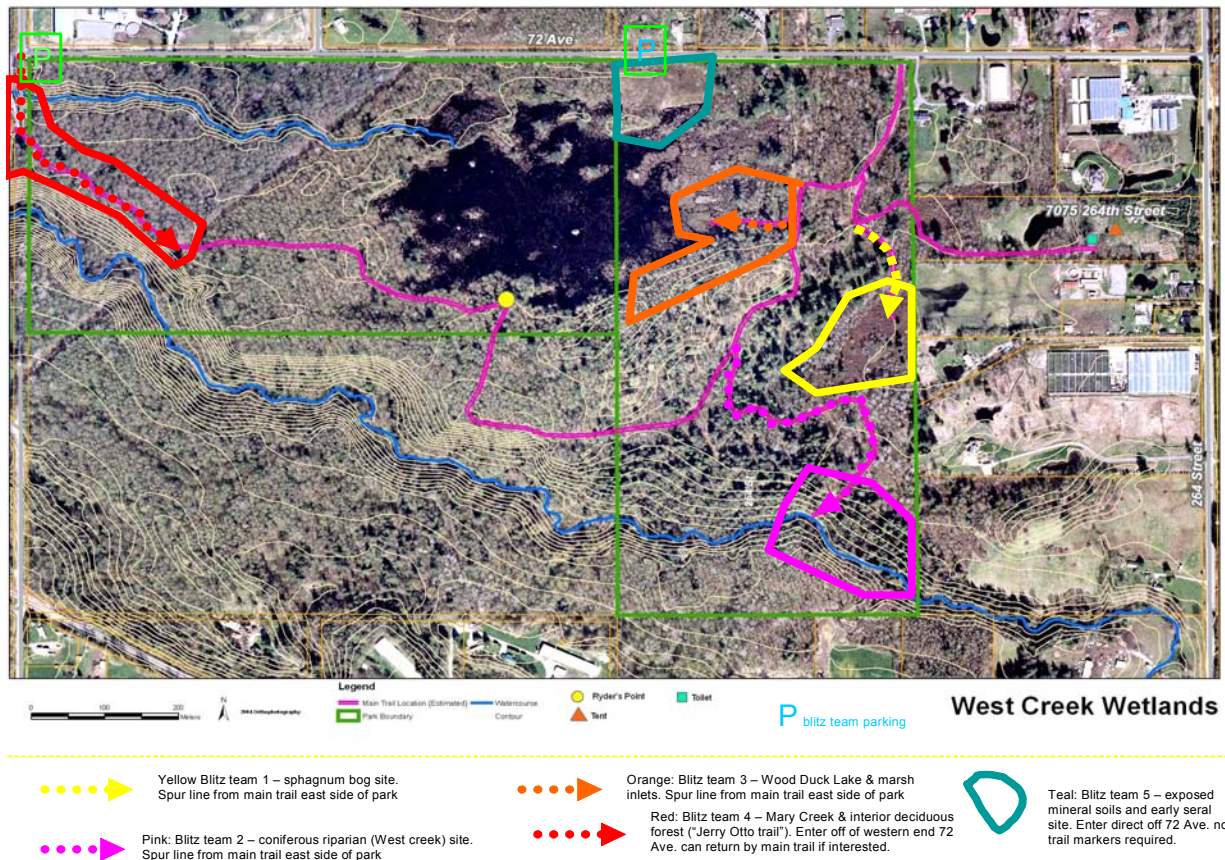 72 Ave.
P
P
7075 264th Street
264 Street
0 100 200
Meters
N
2004 Orthophotography
Legend
Main Trail Location (Estimated)
Watercourse
Park Boundary
Contour
Ryder's Point
Tent
Toilet
P blitz team parking
West Creek Wetlands
Yellow Blitz team 1 – sphagnum bog site.
Spur line from main trail east side of park
Pink: Blitz team 2 – coniferous riparian (West creek) site.
Spur line from main trail east side of park
Orange: Blitz team 3 – Wood Duck Lake & marsh
inlets. Spur line from main trail east side of park
Red: Blitz team 4 – Mary Creek & interior deciduous
forest ("Jerry Otto trail"). Enter off of western end 72
Ave. can return by main trail if interested.
Teal: Blitz team 5 – exposed
mineral soils and early seral
site. Enter direct off 72 Ave. no
trail markers required.